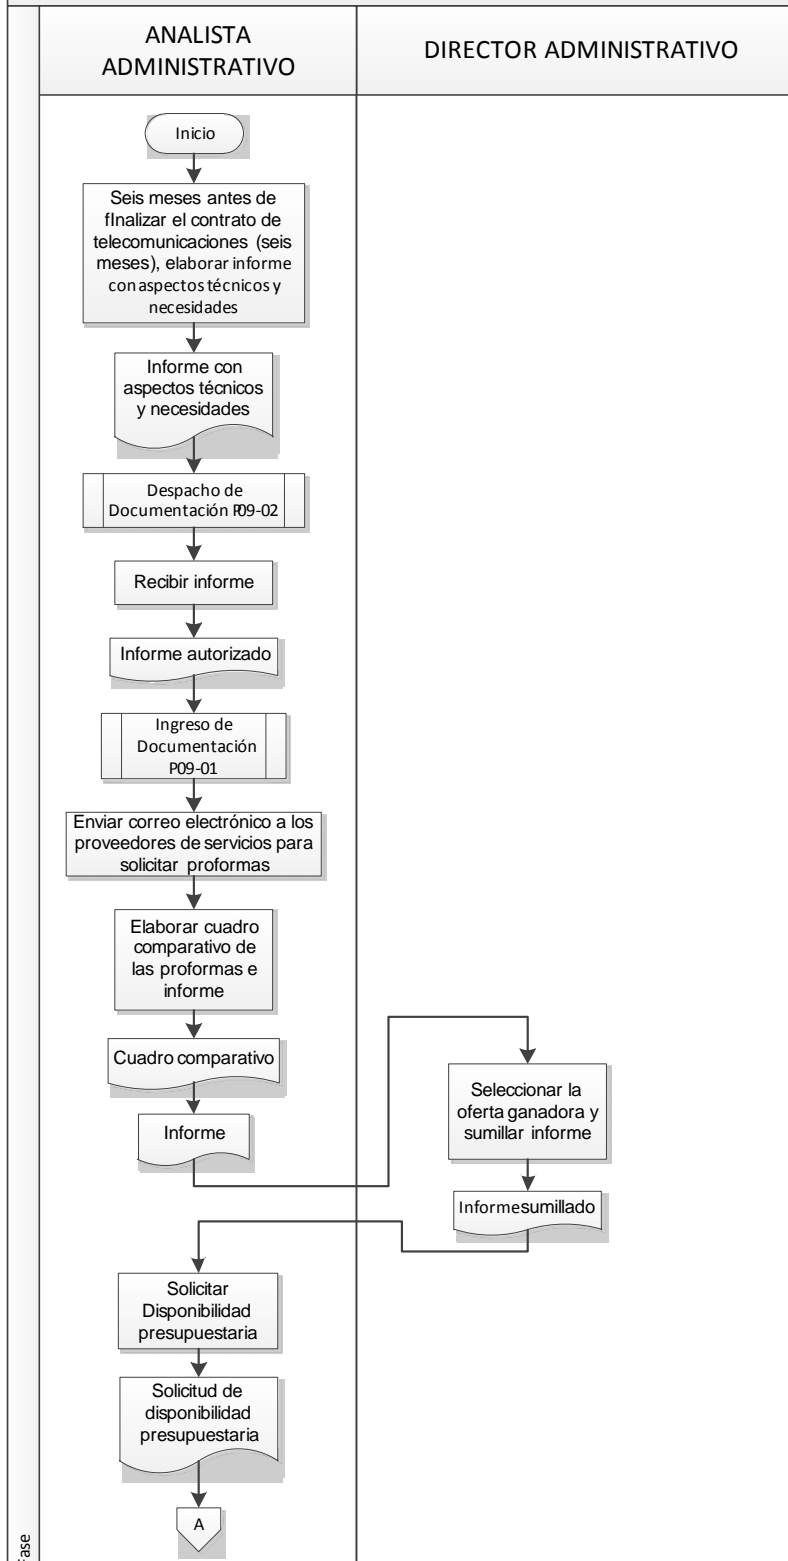 ANALISTA
ADMINISTRATIVO
DIRECTOR ADMINISTRATIVO
Inicio
Seis meses antes de
fInalizar el contrato de
telecomunicaciones (seis
meses), elaborar informe
con aspectos técnicos y
necesidades
Informe con
aspectos técnicos
y necesidades
Despacho de
Documentación P09-02
Recibir informe
Informe autorizado
Ingreso de
Documentación
P09-01
Enviar correo electrónico a los
proveedores de servicios para
solicitar proformas
Elaborar cuadro
comparativo de
las proformas e
informe
Cuadro comparativo
Informe
Seleccionar la
oferta ganadora y
sumillar informe
Informe sumillado
Solicitar
Disponibilidad
presupuestaria
Solicitud de
disponibilidad
presupuestaria
A
Fase